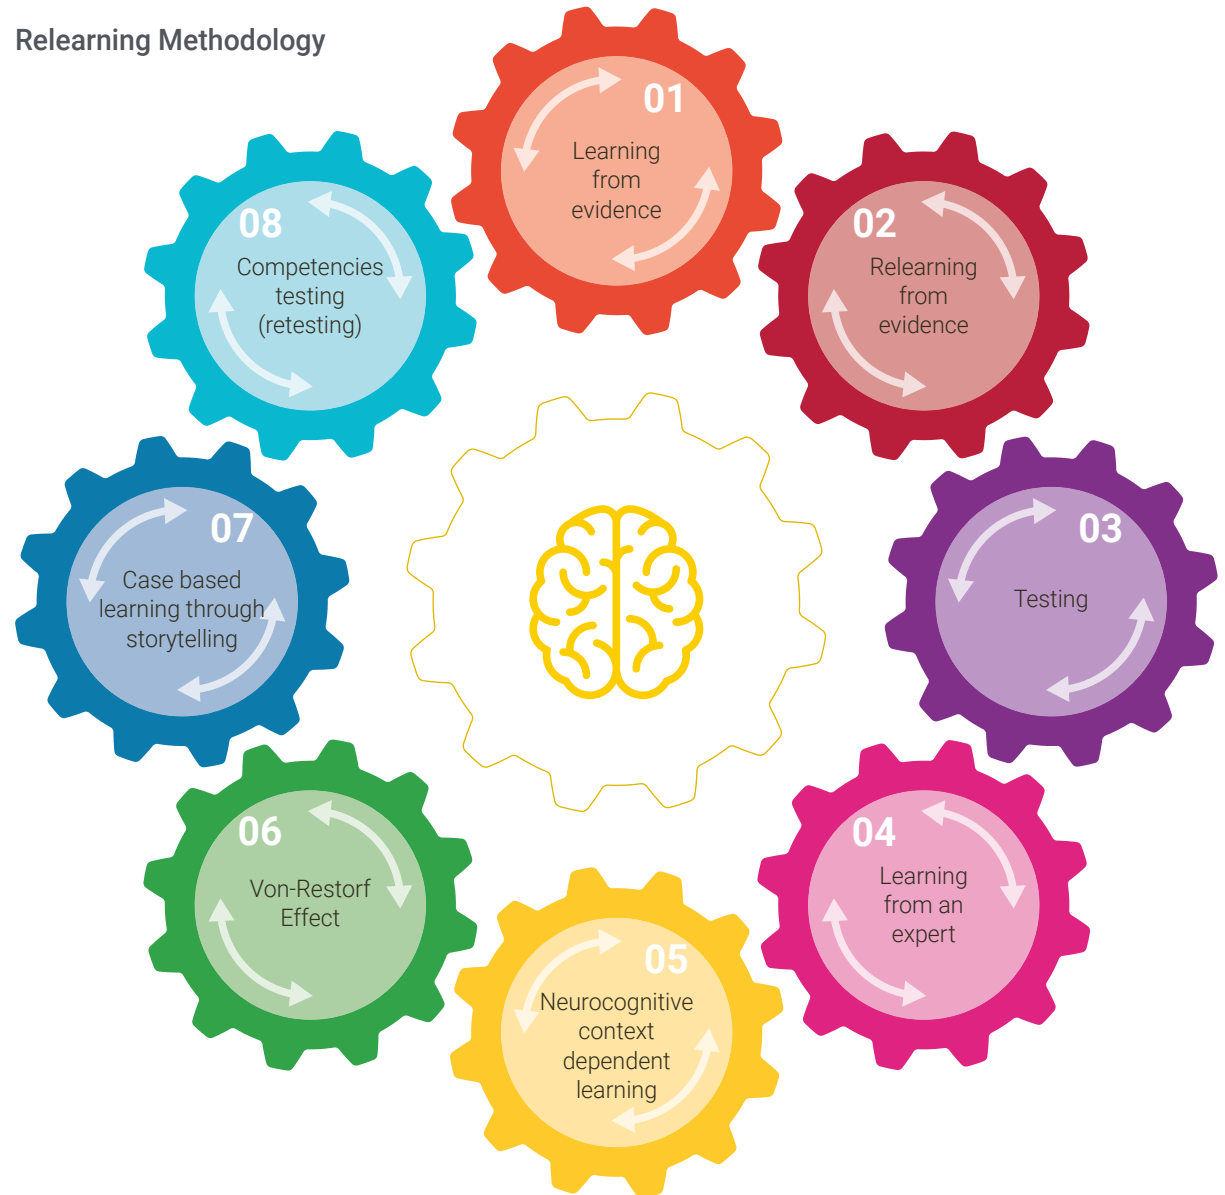 Relearning Methodology
01
Learning
from
evidence
02
Relearning
from
evidence
03
Testing
04
Learning
from an
expert
05
Neurocognitive
context
dependent
learning
06
Von-Restorf
Effect
07
Case based
learning through
storytelling
08
Competencies
testing
(retesting)